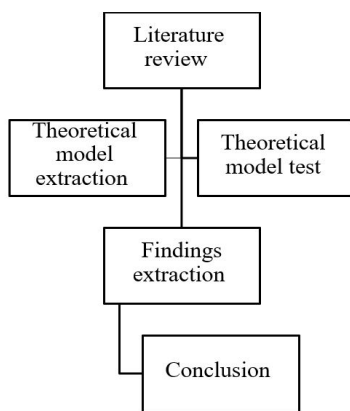 Literature
review
Theoretical
model
extraction
Theoretical
model test
Findings
extraction
Conclusion